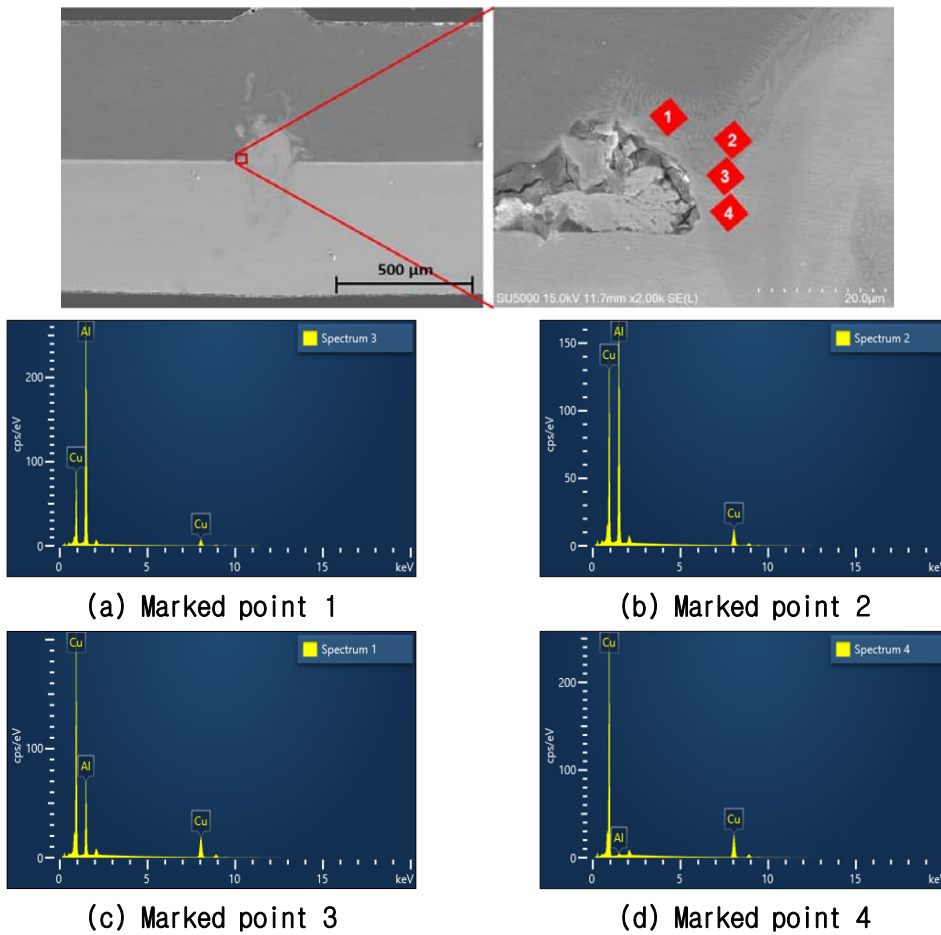 500 µm
1
2
3
4
SU5000 15.0kV 11.7mm x2.00k SE(L)
20.0µm
Spectrum 3
Al
Cu
Cu
200
100
0
cps/eV
0
5
10
15
keV
(a) Marked point 1
Spectrum 2
Al
Cu
Cu
150
100
50
0
cps/eV
0
5
10
15
keV
(b) Marked point 2
Spectrum 1
Cu
Al
Cu
100
0
cps/eV
0
5
10
15
keV
(c) Marked point 3
Spectrum 4
Cu
Al
Cu
200
100
0
cps/eV
0
5
10
15
keV
(d) Marked point 4